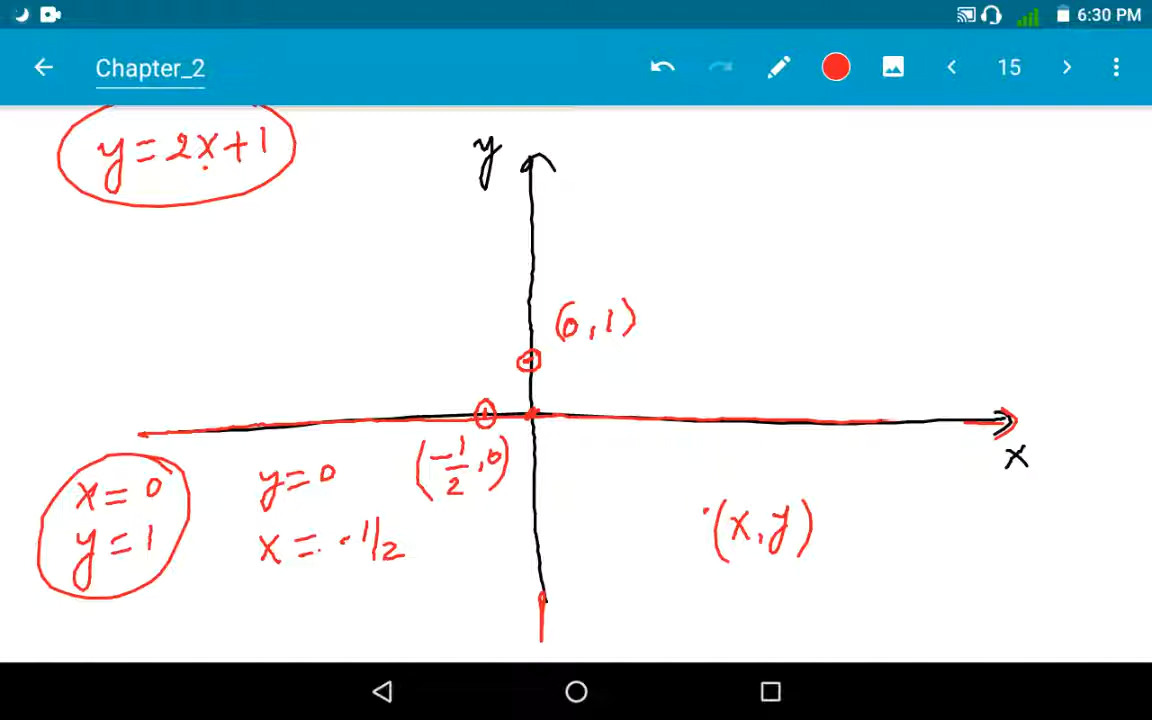 6:30 PM
Chapter_2
15
y = 2x + 1
y
(0, 1)
x
(-1/2, 0)
x = 0
y = 1
y = 0
x = -1/2
(x, y)